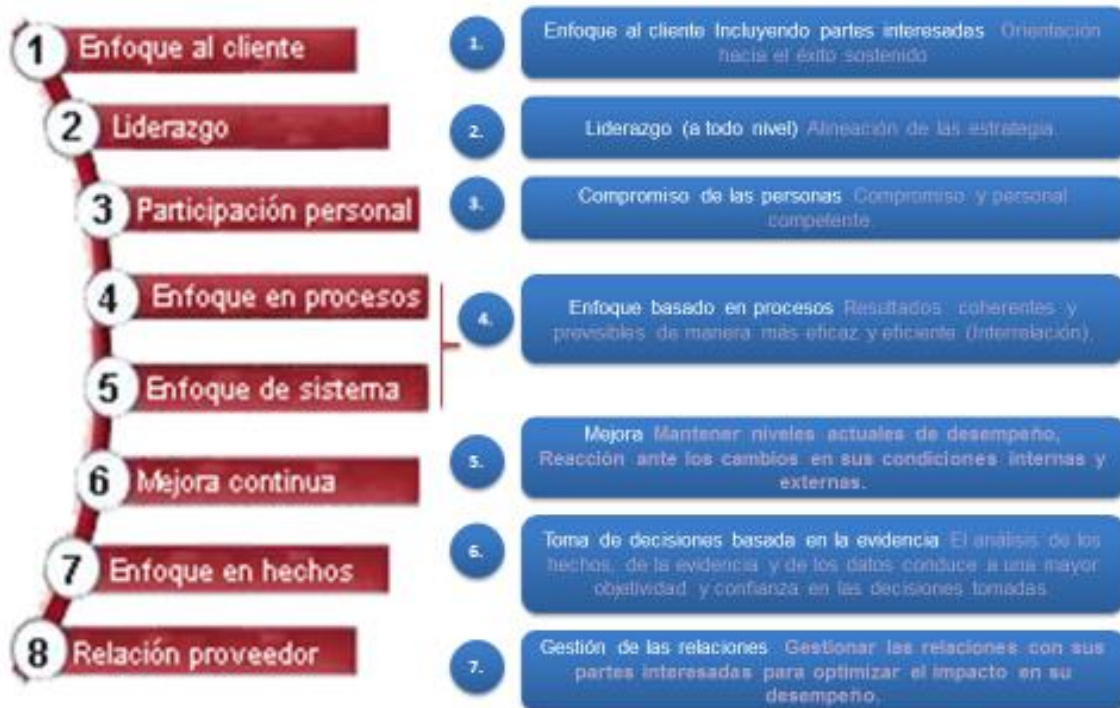 1 Enfoque al cliente
2 Liderazgo
3 Participación personal
4 Enfoque en procesos
5 Enfoque de sistema
6 Mejora continua
7 Enfoque en hechos
8 Relación proveedor
1.
Enfoque al cliente Incluyendo partes interesadas Orientación
hacia el éxito sostenido
2.
Liderazgo (a todo nivel) Alineación de las estrategia.
3.
Compromiso de las personas Compromiso y personal
competente.
4.
Enfoque basado en procesos Resultados coherentes y
previsibles de manera más eficaz y eficiente (Interrelación).
5.
Mejora Mantener niveles actuales de desempeño,
Reacción ante los cambios en sus condiciones internas y
externas.
6.
Toma de decisiones basada en la evidencia El análisis de los
hechos, de la evidencia y de los datos conduce a una mayor
objetividad y confianza en las decisiones tomadas
7.
Gestión de las relaciones Gestionar las relaciones con sus
partes interesadas para optimizar el impacto en su
desempeño.